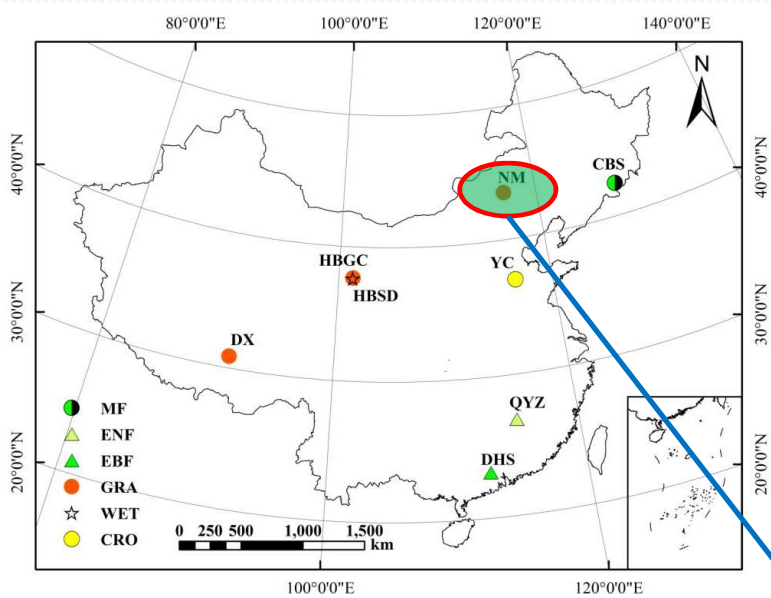 80°0'0"E
100°0'0"E
120°0'0"E
140°0'0"E
N
40°0'0"N
30°0'0"N
20°0'0"N
40°0'0"N
30°0'0"N
20°0'0"N
CBS
NM
HBGC
HBSD
YC
DX
QYZ
DHS
MF
ENF
EBF
GRA
WET
CRO
0 250 500 1,000 1,500
km
100°0'0"E
120°0'0"E